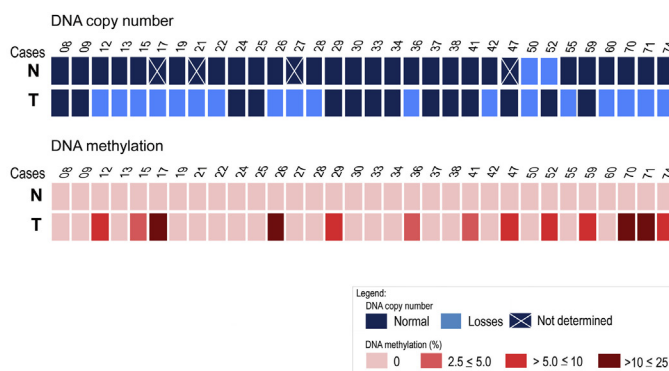 DNA copy number
Cases 08 09 12 13 15 17 19 21 22 24 25 26 27 28 29 30 33 34 36 37 38 41 42 47 50 52 55 59 60 70 71 74
N
T
DNA methylation
Cases 08 09 12 13 15 17 19 21 22 24 25 26 27 28 29 30 33 34 36 37 38 41 42 47 50 52 55 59 60 70 71 74
N
T
Legend:
DNA copy number
Normal Losses Not determined
DNA methylation (%)
0 2.5 ≤ 5.0 > 5.0 ≤ 10 >10 ≤ 25